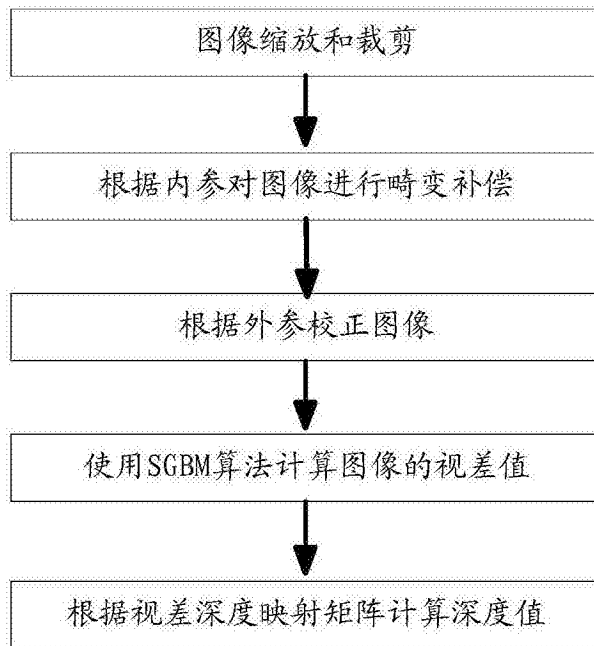 图像缩放和裁剪
根据内参对图像进行畸变补偿
根据外参校正图像
使用SGBM算法计算图像的视差值
根据视差深度映射矩阵计算深度值